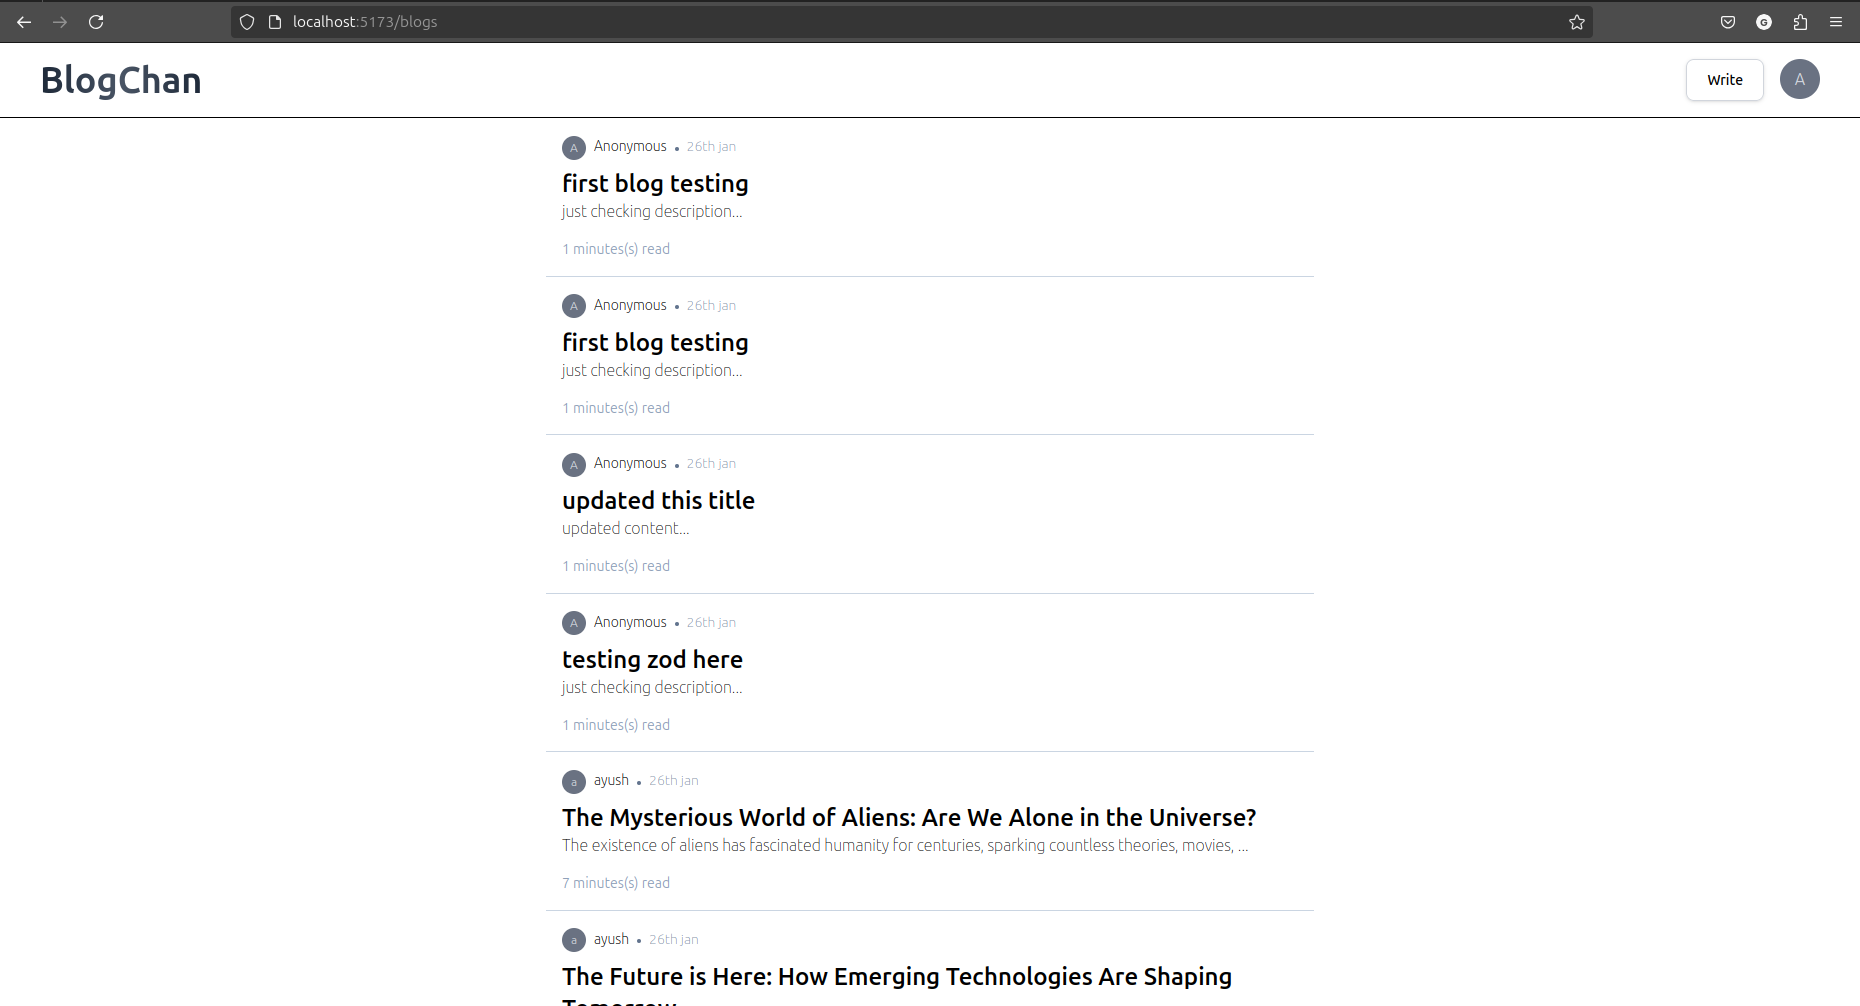 localhost:5173/blogs
BlogChan
Write
A
A Anonymous • 26th jan
first blog testing
just checking description...
1 minutes(s) read
A Anonymous • 26th jan
first blog testing
just checking description...
1 minutes(s) read
A Anonymous • 26th jan
updated this title
updated content...
1 minutes(s) read
A Anonymous • 26th jan
testing zod here
just checking description...
1 minutes(s) read
a ayush • 26th jan
The Mysterious World of Aliens: Are We Alone in the Universe?
The existence of aliens has fascinated humanity for centuries, sparking countless theories, movies, ...
7 minutes(s) read
a ayush • 26th jan
The Future is Here: How Emerging Technologies Are Shaping
Tomorrow